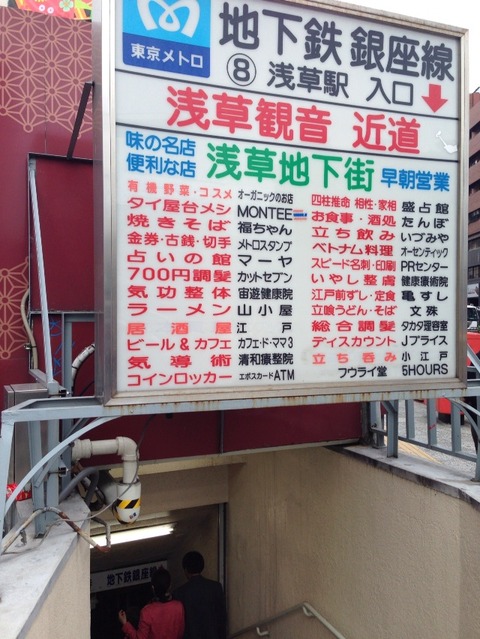 東京メトロ
地下鉄 銀座線
⑧ 浅草駅 入口
浅草観音 近道
味の名店
便利な店
浅草地下街 早朝営業
有機野菜・コスメ オーガニックのお店
タイ屋台メシ MONTEE
焼きそば 福ちゃん
金券・古銭・切手 メトロスタンプ
占いの館 マーヤ
700円調髪 カットセブン
気功整体 宙遊健康院
ラーメン 山小屋
居酒屋 江戸
ビール&カフェ カフェ・ド・ママ3
気導術 清和療整院
コインロッカー エポスカードATM
四柱推命 相性・家相 盛占館
お食事・酒処 たんぼ
立ち飲み いづみや
ベトナム料理 オーセンティック
スピード名刺・印刷 PRセンター
いやし整膚 健康療術院
江戸前ずし・定食 亀すし
立喰うどん・そば 文殊
総合調髪 タカタ理容室
ディスカウント Jプライス
立ち呑み 小江戸
フウライ堂 5HOURS
地下鉄銀座線